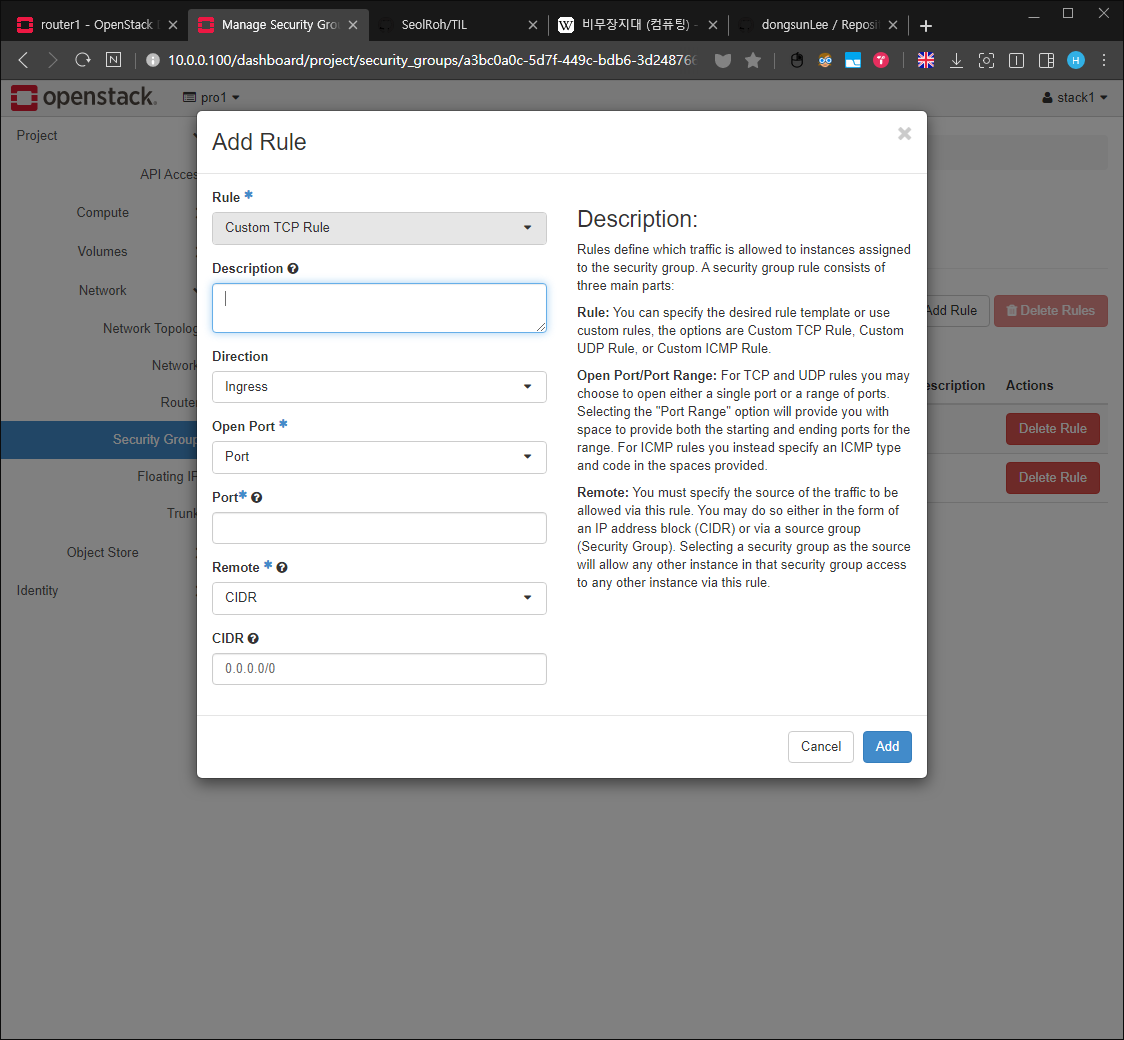 router1 - OpenStack
Manage Security Gro
SeolRoh/TIL
비무장지대 (컴퓨팅) -
dongsunLee / Reposi
10.0.0.100/dashboard/project/security_groups/a3bc0a0c-5d7f-449c-bdb6-3d24876
openstack.
pro1
stack1
Project
API Acces
Compute
Volumes
Network
Network Topolog
Network
Router
Security Group
Floating IP
Trunk
Object Store
Identity
Add Rule
Rule *
Custom TCP Rule
Description
Direction
Ingress
Open Port *
Port
Port*
Remote *
CIDR
CIDR
0.0.0.0/0
Description:
Rules define which traffic is allowed to instances assigned
to the security group. A security group rule consists of
three main parts:
Rule: You can specify the desired rule template or use
custom rules, the options are Custom TCP Rule, Custom
UDP Rule, or Custom ICMP Rule.
Open Port/Port Range: For TCP and UDP rules you may
choose to open either a single port or a range of ports.
Selecting the "Port Range" option will provide you with
space to provide both the starting and ending ports for the
range. For ICMP rules you instead specify an ICMP type
and code in the spaces provided.
Remote: You must specify the source of the traffic to be
allowed via this rule. You may do so either in the form of
an IP address block (CIDR) or via a source group
(Security Group). Selecting a security group as the source
will allow any other instance in that security group access
to any other instance via this rule.
Cancel
Add
Add Rule
Delete Rules
escription
Actions
Delete Rule
Delete Rule